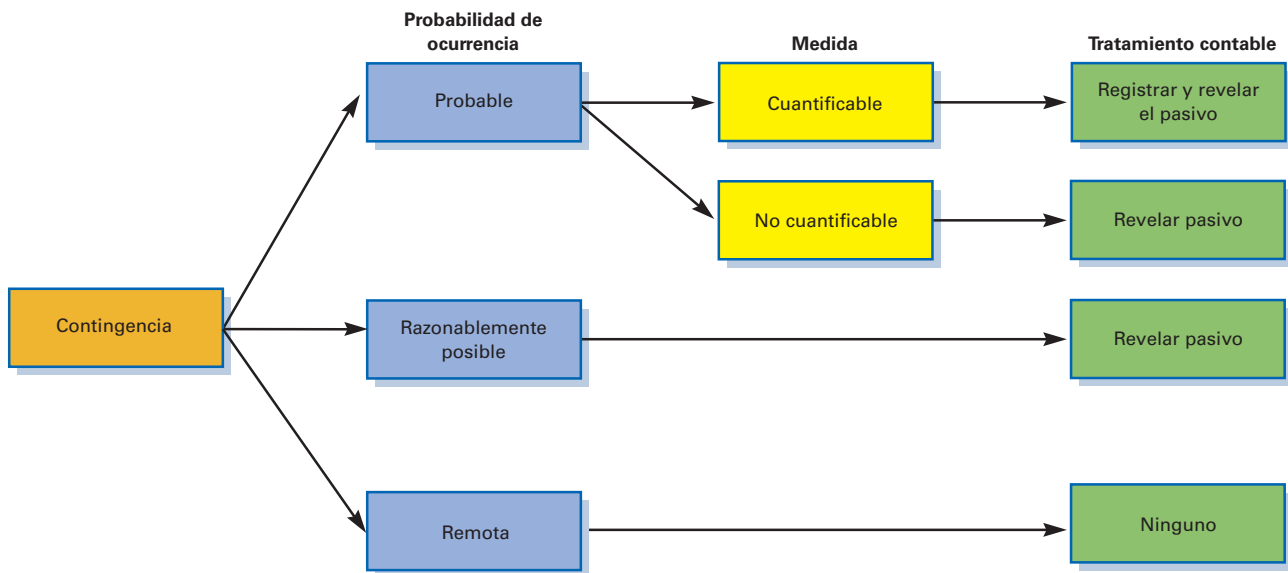 Probabilidad de
ocurrencia
Medida
Tratamiento contable
Probable
Cuantificable
Registrar y revelar
el pasivo
No cuantificable
Revelar pasivo
Contingencia
Razonablemente
posible
Revelar pasivo
Remota
Ninguno